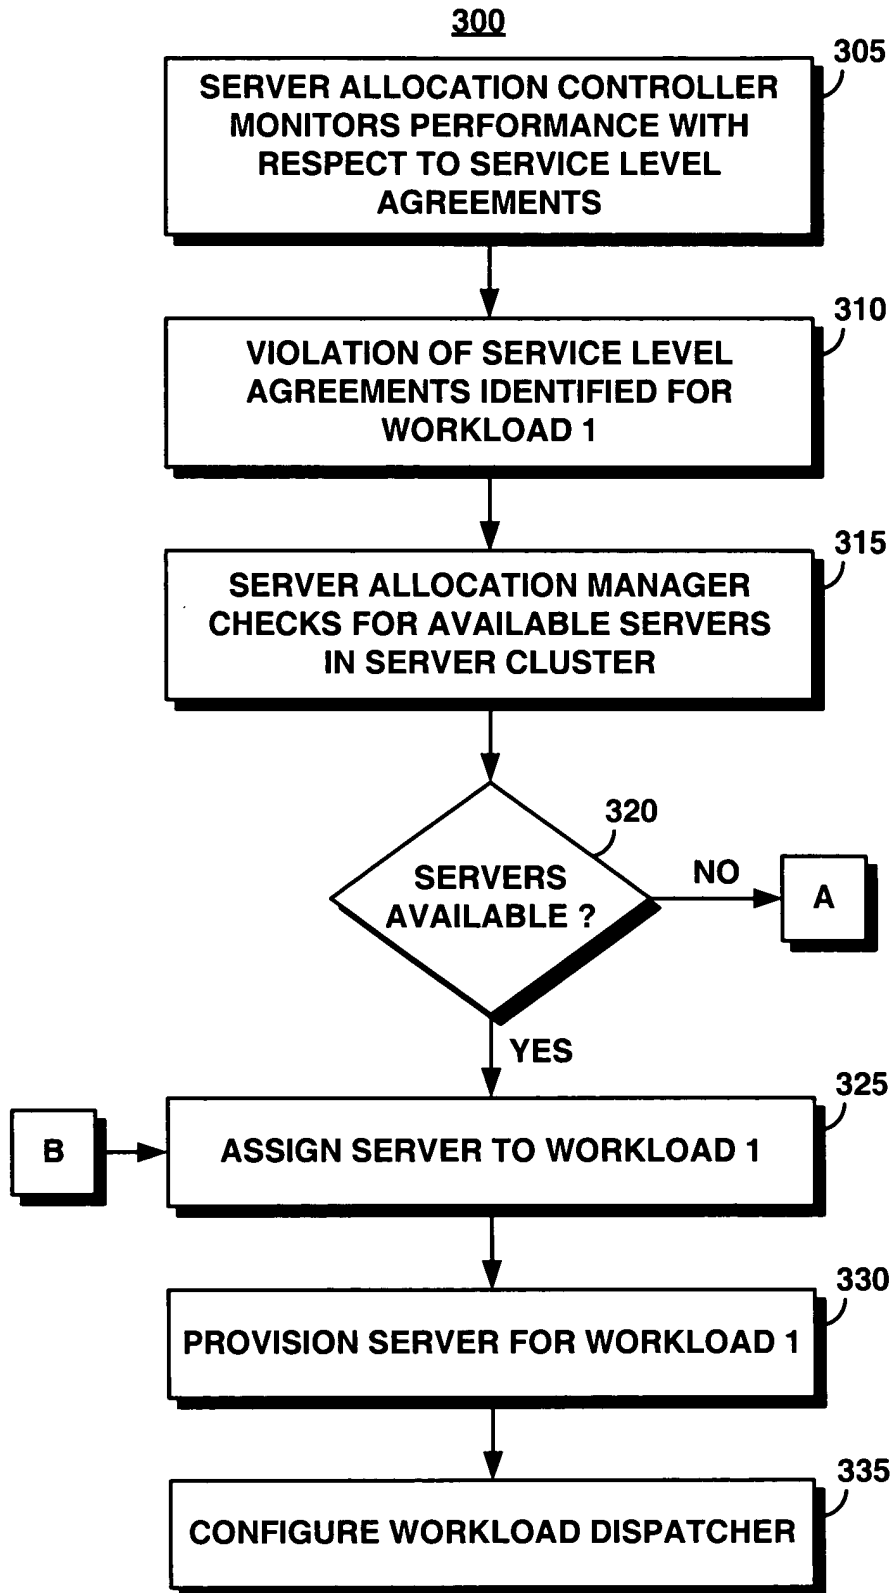 300
305
SERVER ALLOCATION CONTROLLER
MONITORS PERFORMANCE WITH
RESPECT TO SERVICE LEVEL
AGREEMENTS
310
VIOLATION OF SERVICE LEVEL
AGREEMENTS IDENTIFIED FOR
WORKLOAD 1
315
SERVER ALLOCATION MANAGER
CHECKS FOR AVAILABLE SERVERS
IN SERVER CLUSTER
320
SERVERS
AVAILABLE ?
NO
A
YES
325
B
ASSIGN SERVER TO WORKLOAD 1
330
PROVISION SERVER FOR WORKLOAD 1
335
CONFIGURE WORKLOAD DISPATCHER